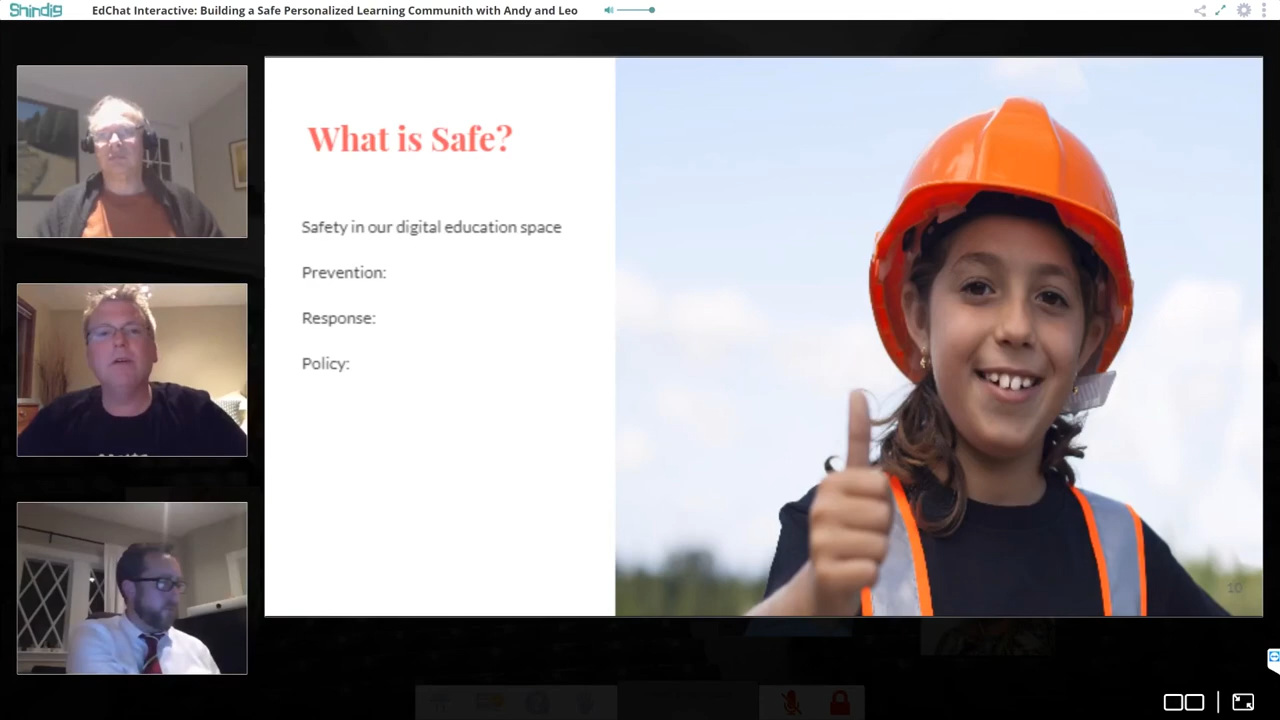 Shindig
EdChat Interactive: Building a Safe Personalized Learning Communith with Andy and Leo
What is Safe?
Safety in our digital education space
Prevention:
Response:
Policy:
10